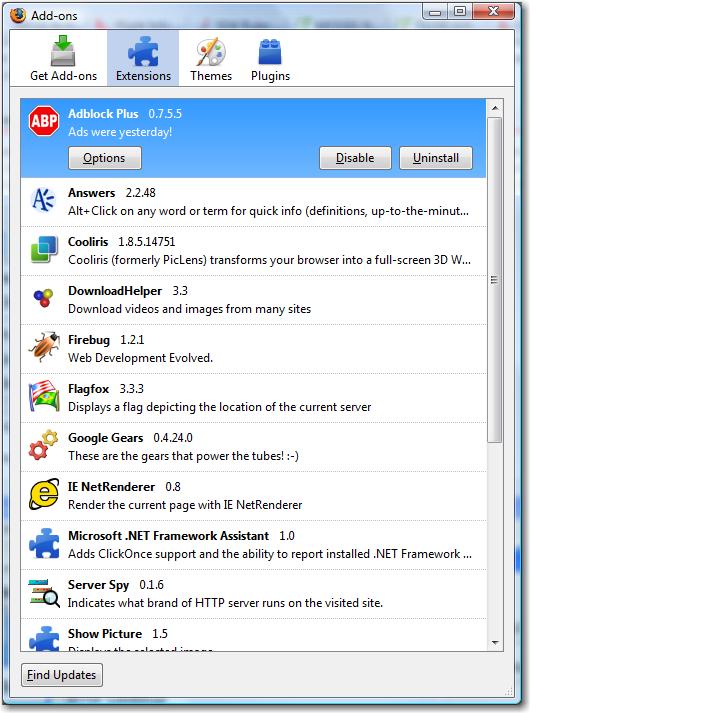 Add-ons
Get Add-ons Extensions Themes Plugins
ABP
Adblock Plus 0.7.5.5
Ads were yesterday!
Options Disable Uninstall
Answers 2.2.48
Alt+Click on any word or term for quick info (definitions, up-to-the-minut...
Cooliris 1.8.5.14751
Cooliris (formerly PicLens) transforms your browser into a full-screen 3D W...
DownloadHelper 3.3
Download videos and images from many sites
Firebug 1.2.1
Web Development Evolved.
Flagfox 3.3.3
Displays a flag depicting the location of the current server
Google Gears 0.4.24.0
These are the gears that power the tubes! :-)
IE NetRenderer 0.8
Render the current page with IE NetRenderer
Microsoft .NET Framework Assistant 1.0
Adds ClickOnce support and the ability to report installed .NET Framework ...
Server Spy 0.1.6
Indicates what brand of HTTP server runs on the visited site.
Show Picture 1.5
Displays the selected image
Find Updates